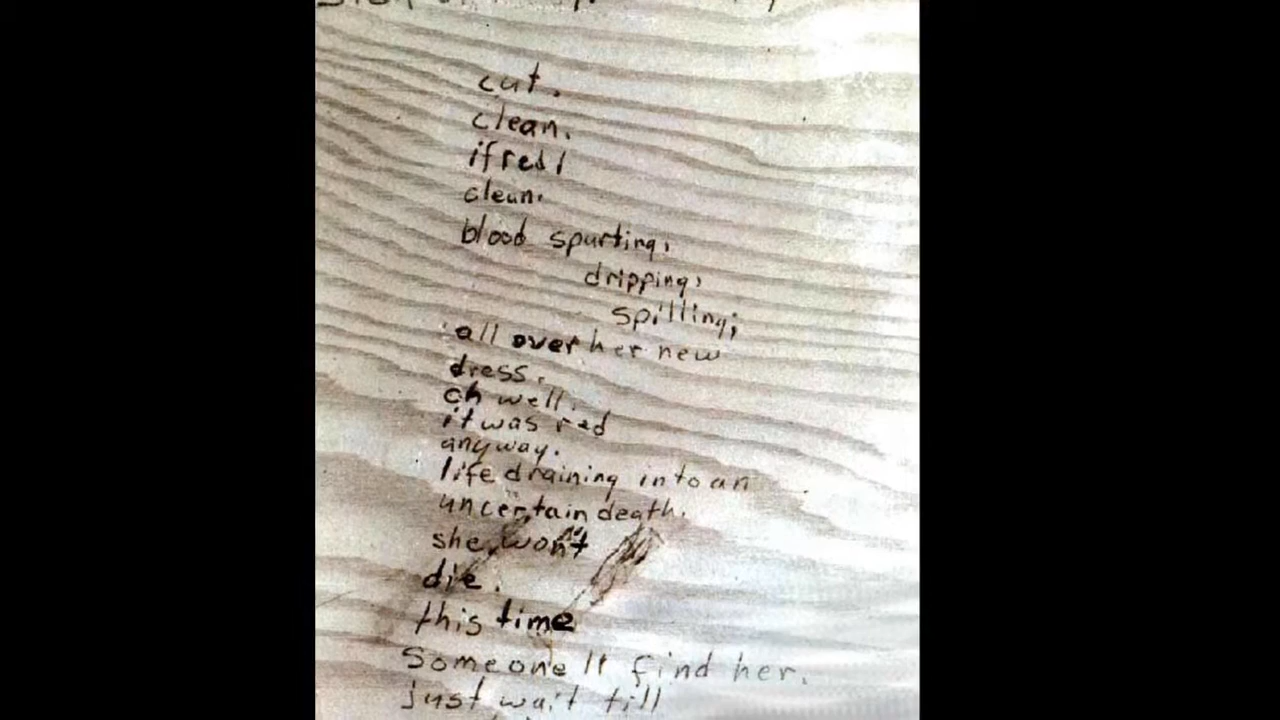 cut.
clean.
if red /
clean.
blood spurting,
dripping,
spilling;
all over her new
dress.
oh well.
it was red
anyway.
life draining into an
uncertain death.
she won't
die.
this time
Someone ll find her.
Just wait till